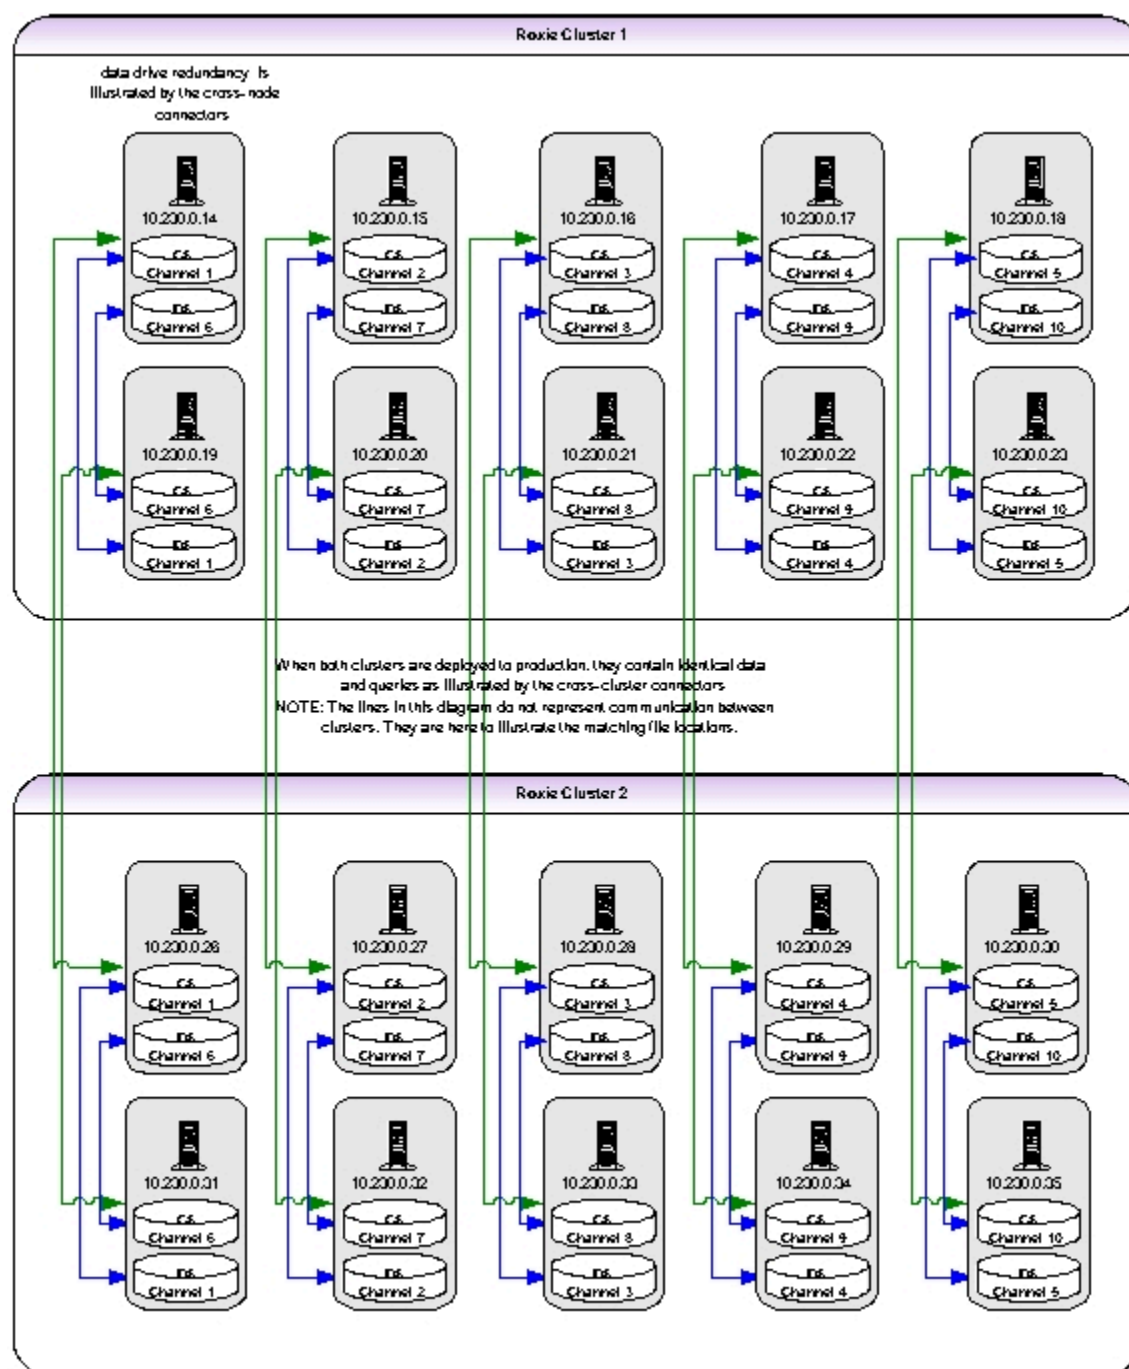 Roxie Cluster 1
data drive redundancy is
illustrated by the cross-node
connectors
10.230.0.14
10.230.0.15
10.230.0.16
10.230.0.17
10.230.0.18
C:\
C:\
C:\
C:\
C:\
Channel 1
Channel 2
Channel 3
Channel 4
Channel 5
D:\
D:\
D:\
D:\
D:\
Channel 6
Channel 7
Channel 8
Channel 9
Channel 10
10.230.0.19
10.230.0.20
10.230.0.21
10.230.0.22
10.230.0.23
C:\
C:\
C:\
C:\
C:\
Channel 6
Channel 7
Channel 8
Channel 9
Channel 10
D:\
D:\
D:\
D:\
D:\
Channel 1
Channel 2
Channel 3
Channel 4
Channel 5
When both clusters are deployed to production, they contain identical data
and queries as illustrated by the cross-cluster connectors
NOTE: The lines in this diagram do not represent communication between
clusters. They are here to illustrate the matching file locations.
Roxie Cluster 2
10.230.0.26
10.230.0.27
10.230.0.28
10.230.0.29
10.230.0.30
C:\
C:\
C:\
C:\
C:\
Channel 1
Channel 2
Channel 3
Channel 4
Channel 5
D:\
D:\
D:\
D:\
D:\
Channel 6
Channel 7
Channel 8
Channel 9
Channel 10
10.230.0.31
10.230.0.32
10.230.0.33
10.230.0.34
10.230.0.35
C:\
C:\
C:\
C:\
C:\
Channel 6
Channel 7
Channel 8
Channel 9
Channel 10
D:\
D:\
D:\
D:\
D:\
Channel 1
Channel 2
Channel 3
Channel 4
Channel 5